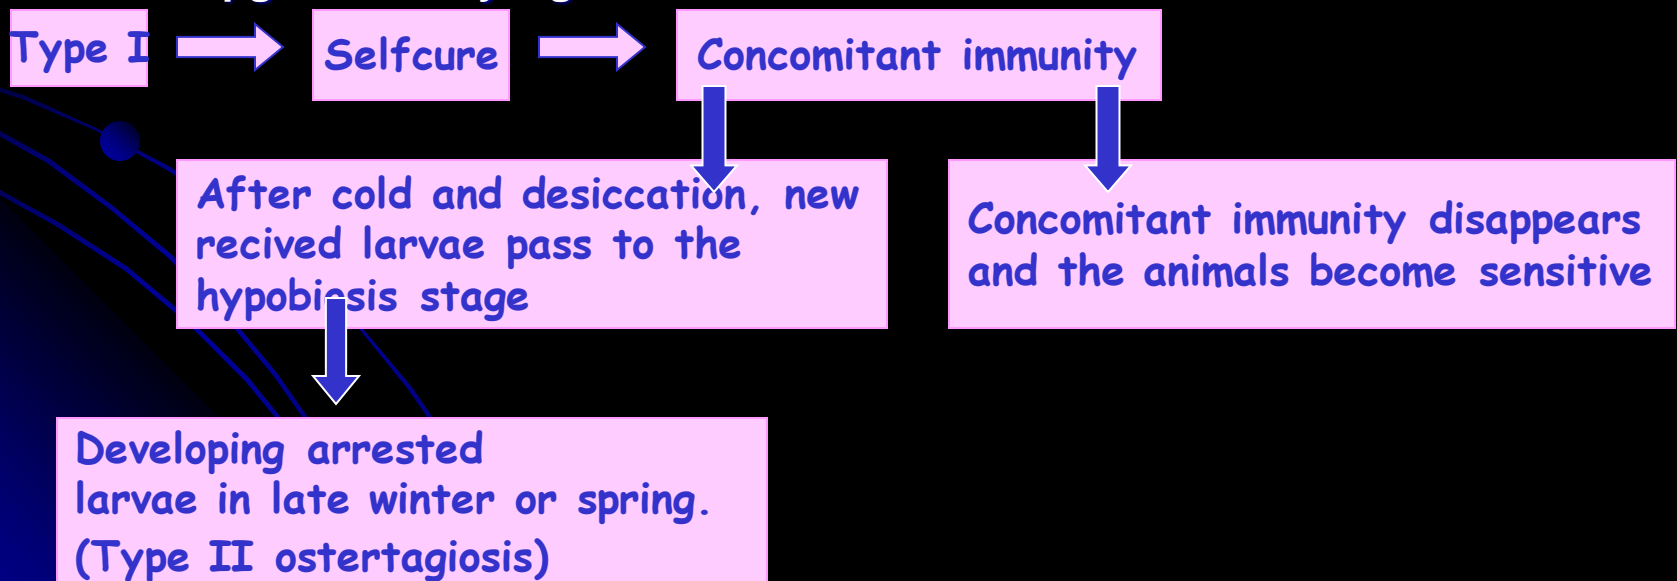 Type I
Selfcure
Concomitant immunity
After cold and desiccation, new
recived larvae pass to the
hypobiosis stage
Concomitant immunity disappears
and the animals become sensitive
Developing arrested
larvae in late winter or spring.
(Type II ostertagiosis)